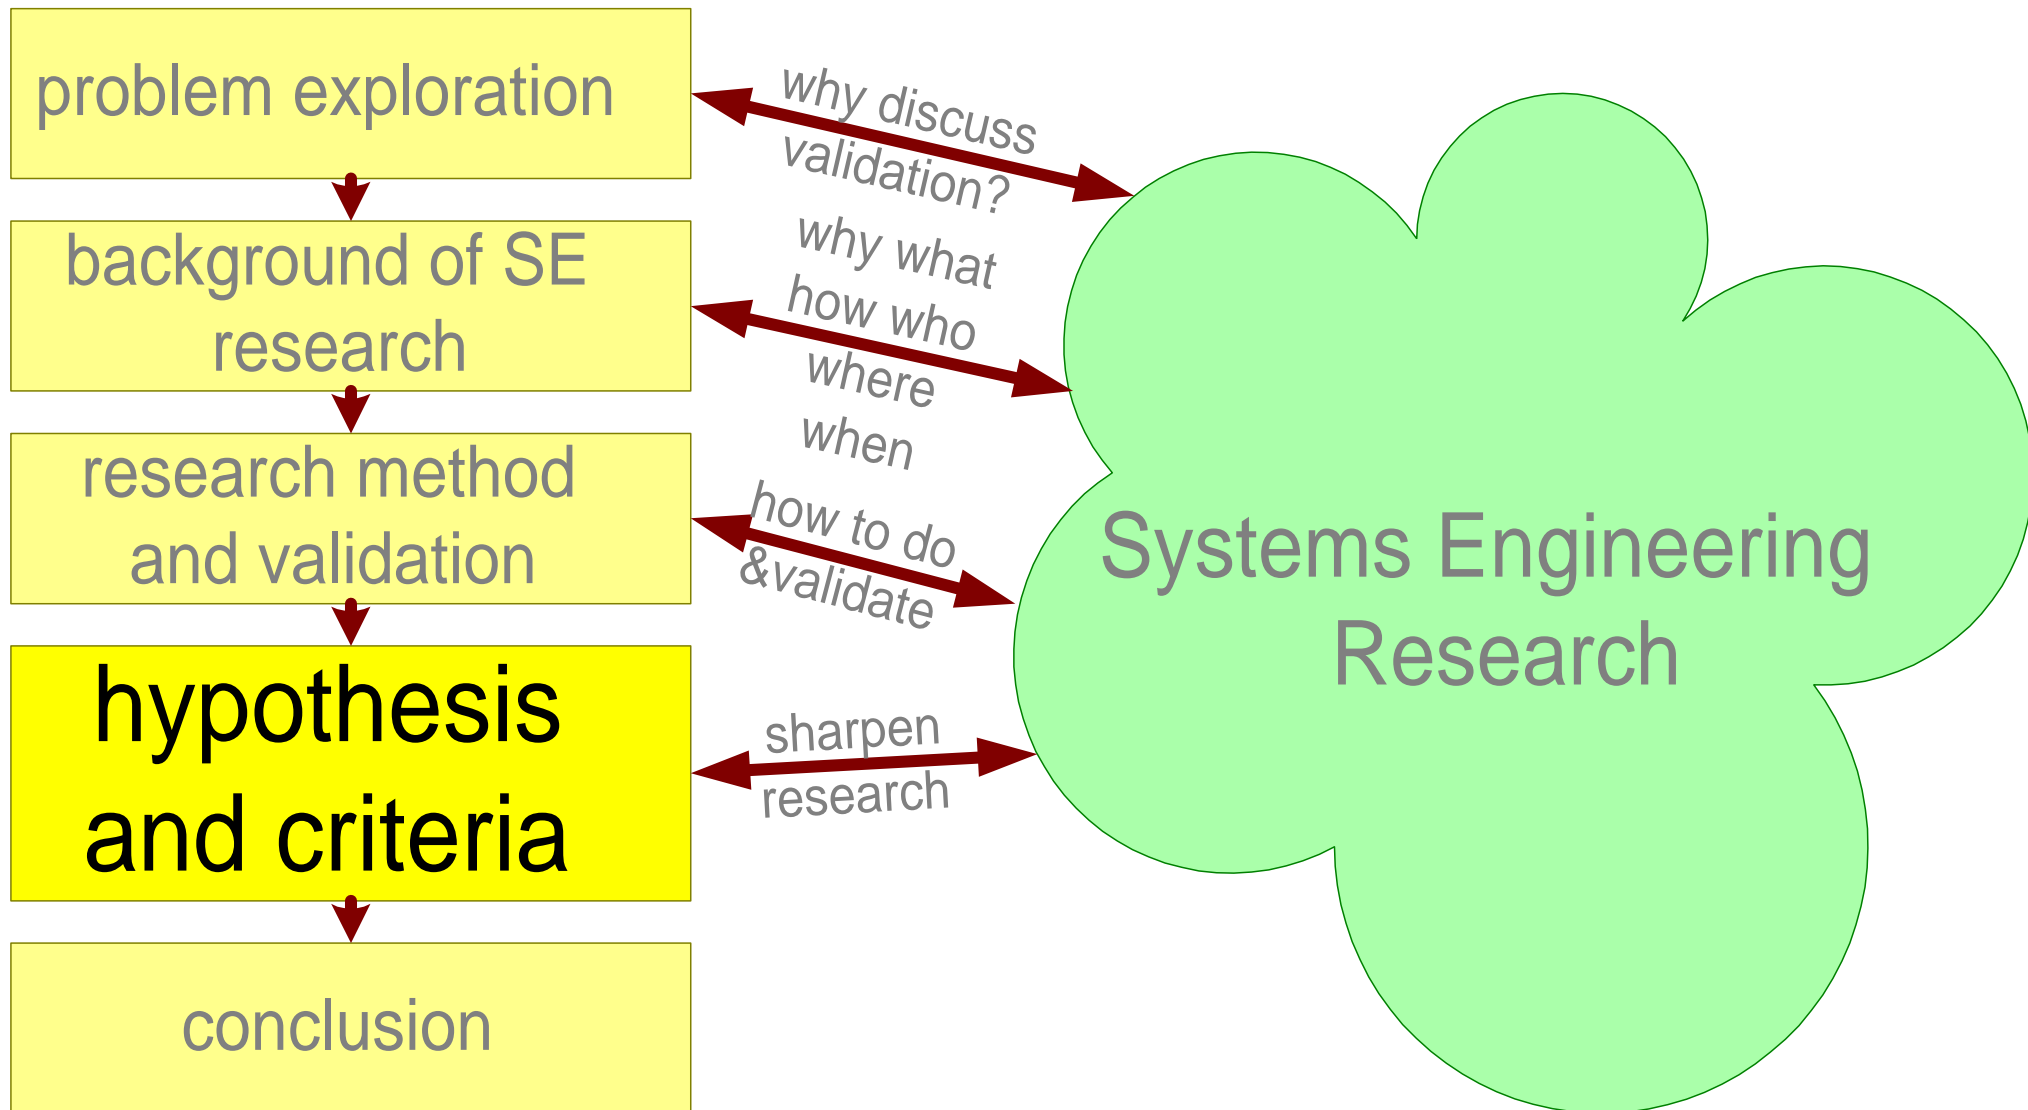 problem exploration
why discuss
validation?
background of SE
research
why what
how who
where
when
research method
and validation
how to do
&validate
hypothesis
and criteria
sharpen
research
conclusion
Systems Engineering
Research